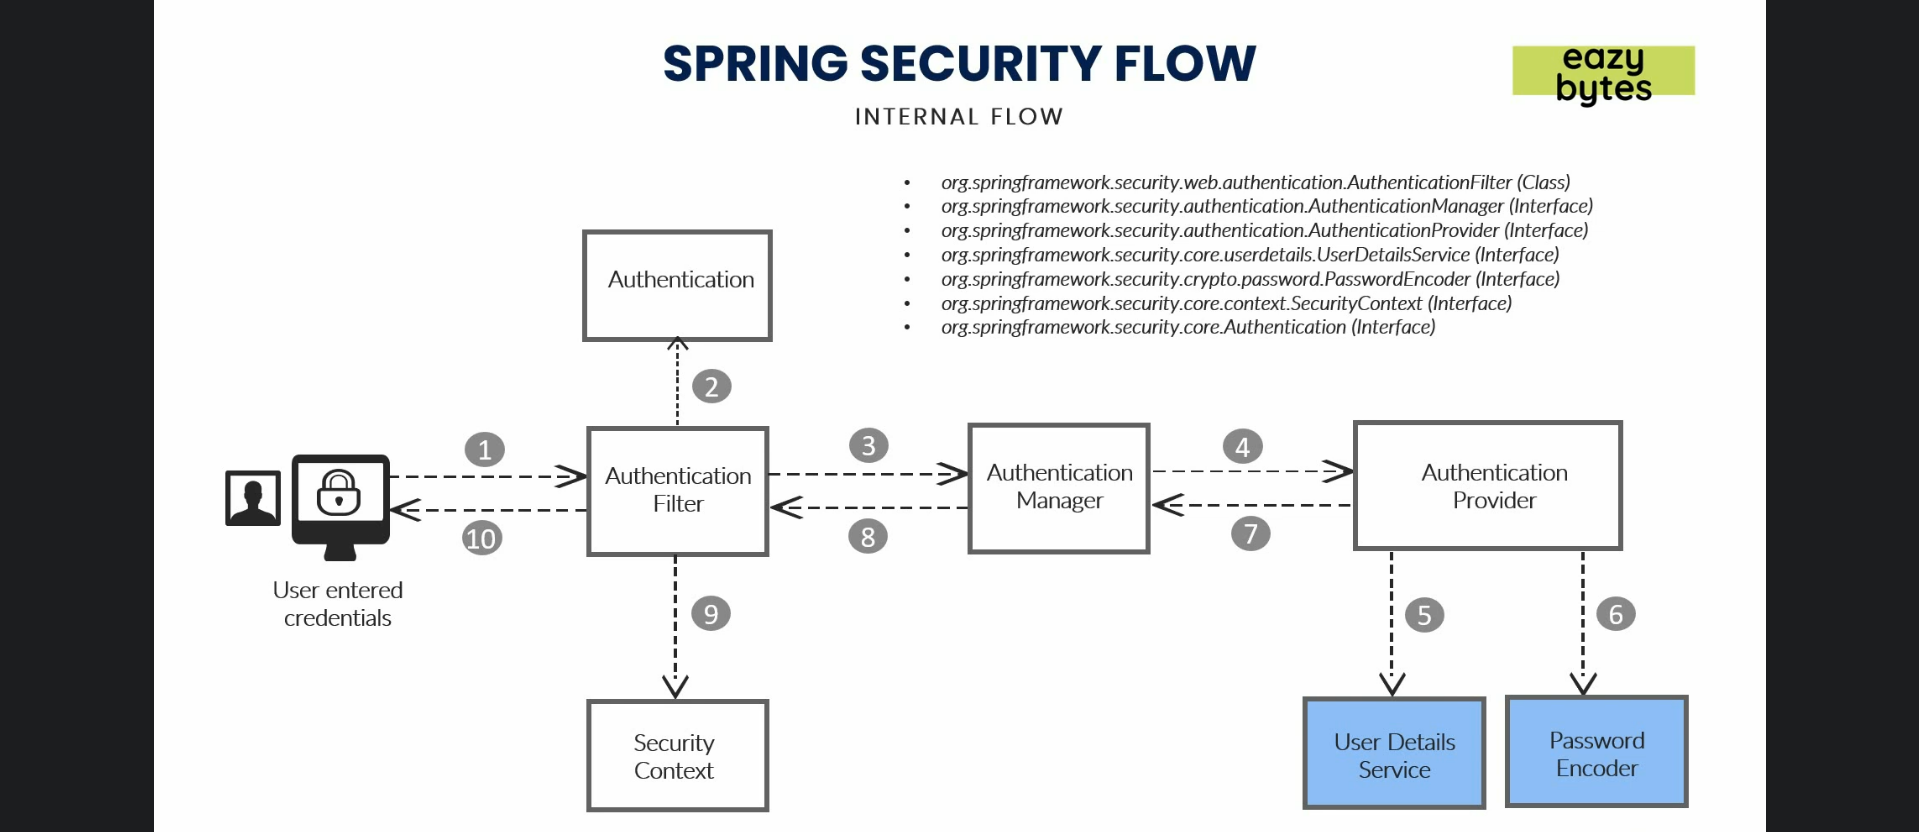 SPRING SECURITY FLOW
eazy
bytes
INTERNAL FLOW
• org.springframework.security.web.authentication.AuthenticationFilter (Class)
• org.springframework.security.authentication.AuthenticationManager (Interface)
• org.springframework.security.authentication.AuthenticationProvider (Interface)
• org.springframework.security.core.userdetails.UserDetailsService (Interface)
• org.springframework.security.crypto.password.PasswordEncoder (Interface)
• org.springframework.security.core.context.SecurityContext (Interface)
• org.springframework.security.core.Authentication (Interface)
Authentication
2
1
3
4
Authentication
Filter
Authentication
Manager
Authentication
Provider
10
8
7
User entered
credentials
9
5
6
Security
Context
User Details
Service
Password
Encoder